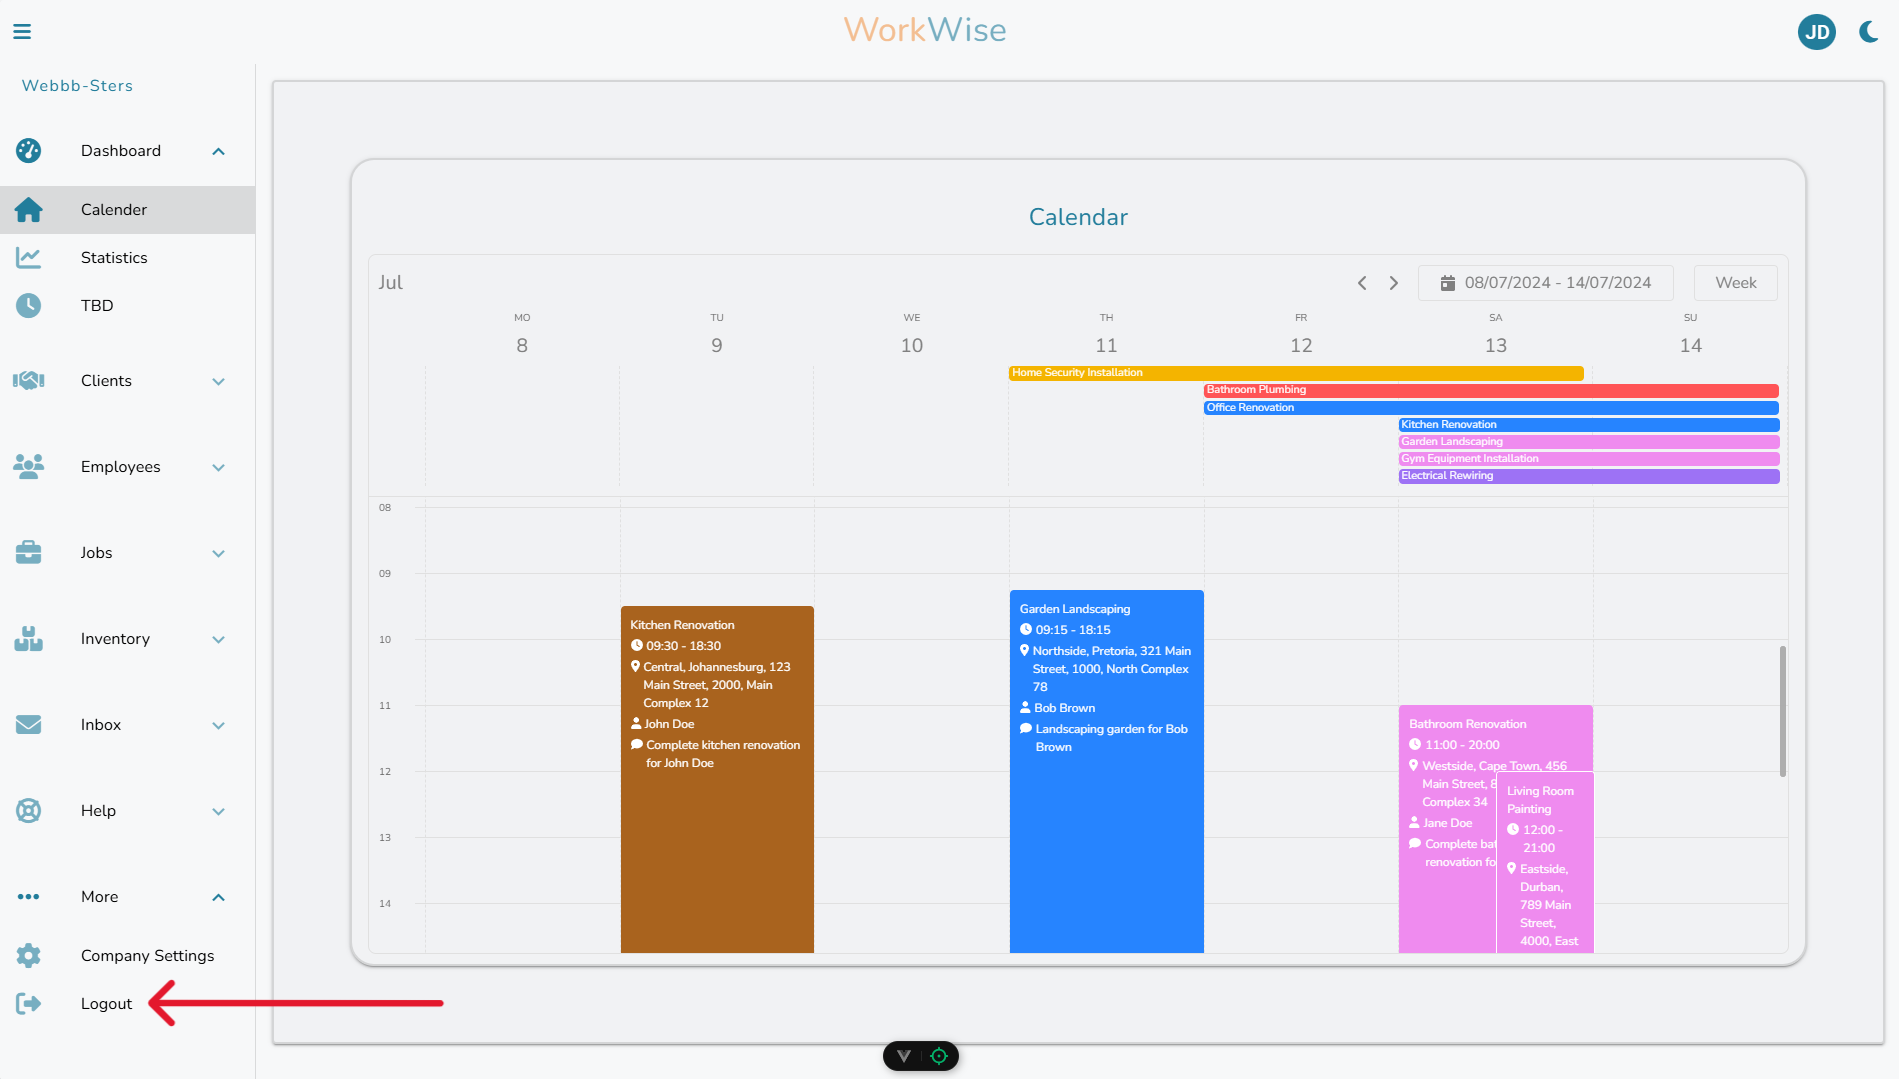 WorkWise
JD
Webbb-Sters
Dashboard
Calender
Statistics
TBD
Clients
Employees
Jobs
Inventory
Inbox
Help
More
Company Settings
Logout
Calendar
Jul
08/07/2024 - 14/07/2024
Week
MO TU WE TH FR SA SU
8 9 10 11 12 13 14
Home Security Installation
Bathroom Plumbing
Office Renovation
Kitchen Renovation
Garden Landscaping
Gym Equipment Installation
Electrical Rewiring
08
09
10
11
12
13
14
Kitchen Renovation
09:30 - 18:30
Central, Johannesburg, 123
Main Street, 2000, Main
Complex 12
John Doe
Complete kitchen renovation
for John Doe
Garden Landscaping
09:15 - 18:15
Northside, Pretoria, 321 Main
Street, 1000, North Complex
78
Bob Brown
Landscaping garden for Bob
Brown
Bathroom Renovation
11:00 - 20:00
Westside, Cape Town, 456
Main Street, 8
Complex 34
Jane Doe
Complete bat
renovation fo
Living Room
Painting
12:00 -
21:00
Eastside,
Durban,
789 Main
Street,
4000, East